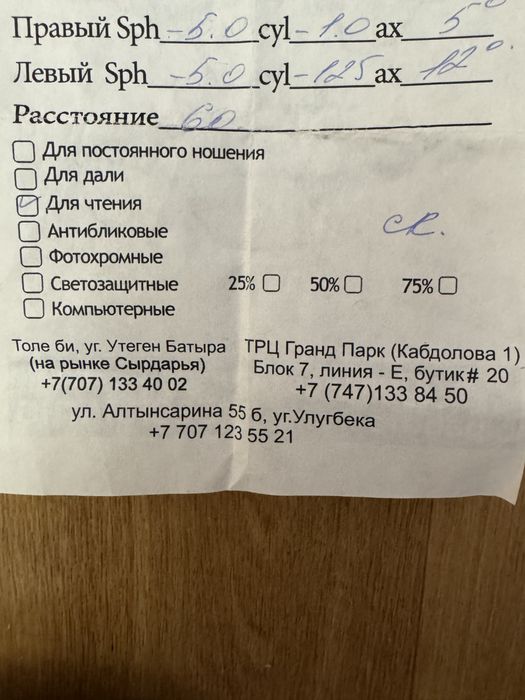 Правый Sph -5.0 cyl -1.0 ax 5°
Левый Sph -5.0 cyl -125 ax 12°
Расстояние 60
Для постоянного ношения
Для дали
Для чтения
Антибликовые
Фотохромные
Светозащитные 25% 50% 75%
Компьютерные
Толе би, уг. Утеген Батыра
(на рынке Сырдарья)
+7(707) 133 40 02
ТРЦ Гранд Парк (Кабдолова 1)
Блок 7, линия - Е, бутик# 20
+7 (747)133 84 50
ул. Алтынсарина 55 б, уг.Улугбека
+7 707 123 55 21